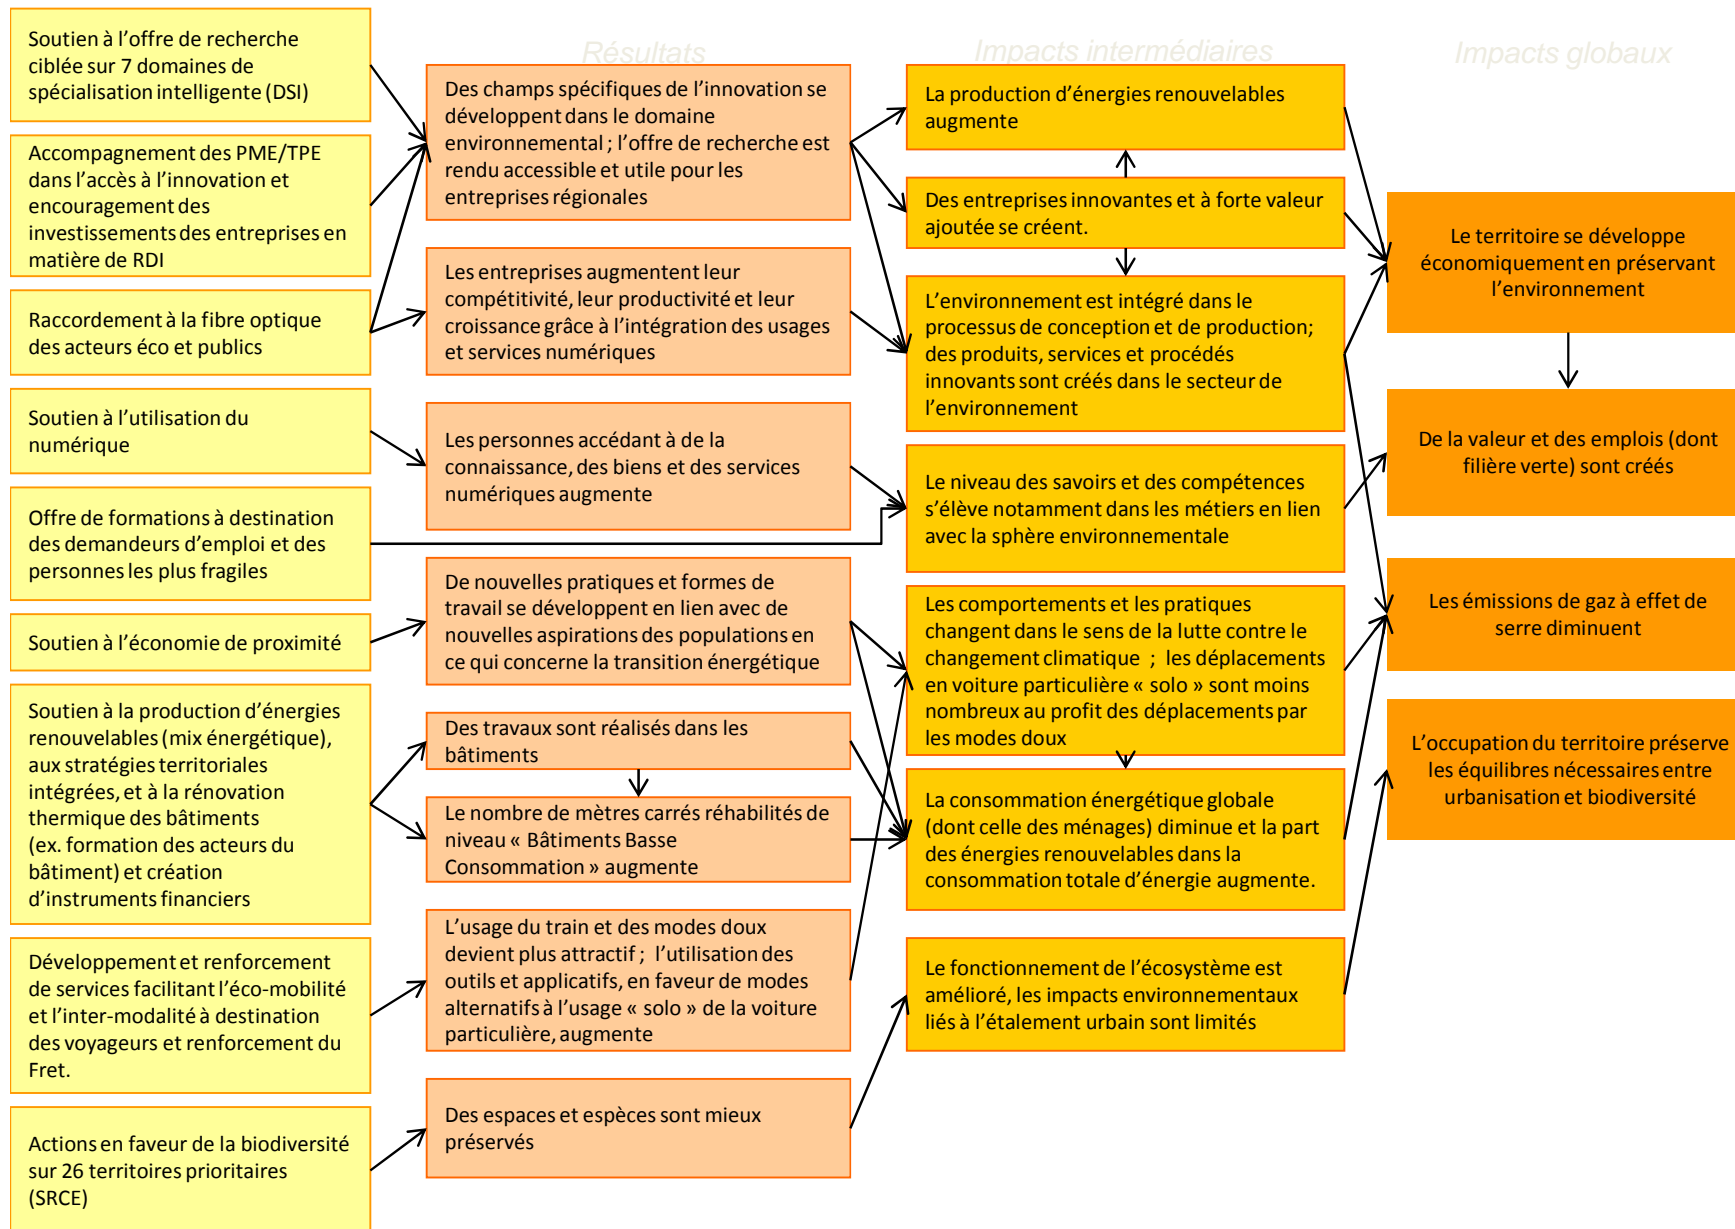 Résultats
Impacts intermédiaires
Impacts globaux
Soutien à l’offre de recherche
ciblée sur 7 domaines de
spécialisation intelligente (DSI)
Accompagnement des PME/TPE
dans l’accès à l’innovation et
encouragement des
investissements des entreprises en
matière de RDI
Raccordement à la fibre optique
des acteurs éco et publics
Soutien à l’utilisation du
numérique
Offre de formations à destination
des demandeurs d’emploi et des
personnes les plus fragiles
Soutien à l’économie de proximité
Soutien à la production d’énergies
renouvelables (mix énergétique),
aux stratégies territoriales
intégrées, et à la rénovation
thermique des bâtiments
(ex. formation des acteurs du
bâtiment) et création
d’instruments financiers
Développement et renforcement
de services facilitant l’éco-mobilité
et l’inter-modalité à destination
des voyageurs et renforcement du
Fret.
Actions en faveur de la biodiversité
sur 26 territoires prioritaires
(SRCE)
Des champs spécifiques de l’innovation se
développent dans le domaine
environnemental ; l’offre de recherche est
rendu accessible et utile pour les
entreprises régionales
Les entreprises augmentent leur
compétitivité, leur productivité et leur
croissance grâce à l’intégration des usages
et services numériques
Les personnes accédant à de la
connaissance, des biens et des services
numériques augmente
De nouvelles pratiques et formes de
travail se développent en lien avec de
nouvelles aspirations des populations en
ce qui concerne la transition énergétique
Des travaux sont réalisés dans les
bâtiments
Le nombre de mètres carrés réhabilités de
niveau « Bâtiments Basse
Consommation » augmente
L’usage du train et des modes doux
devient plus attractif ; l’utilisation des
outils et applicatifs, en faveur de modes
alternatifs à l’usage « solo » de la voiture
particulière, augmente
Des espaces et espèces sont mieux
préservés
La production d’énergies renouvelables
augmente
Des entreprises innovantes et à forte valeur
ajoutée se créent.
L’environnement est intégré dans le
processus de conception et de production;
des produits, services et procédés
innovants sont créés dans le secteur de
l’environnement
Le niveau des savoirs et des compétences
s’élève notamment dans les métiers en lien
avec la sphère environnementale
Les comportements et les pratiques
changent dans le sens de la lutte contre le
changement climatique ; les déplacements
en voiture particulière « solo » sont moins
nombreux au profit des déplacements par
les modes doux
La consommation énergétique globale
(dont celle des ménages) diminue et la part
des énergies renouvelables dans la
consommation totale d’énergie augmente.
Le fonctionnement de l’écosystème est
amélioré, les impacts environnementaux
liés à l’étalement urbain sont limités
Le territoire se développe
économiquement en préservant
l’environnement
De la valeur et des emplois (dont
filière verte) sont créés
Les émissions de gaz à effet de
serre diminuent
L’occupation du territoire préserve
les équilibres nécessaires entre
urbanisation et biodiversité